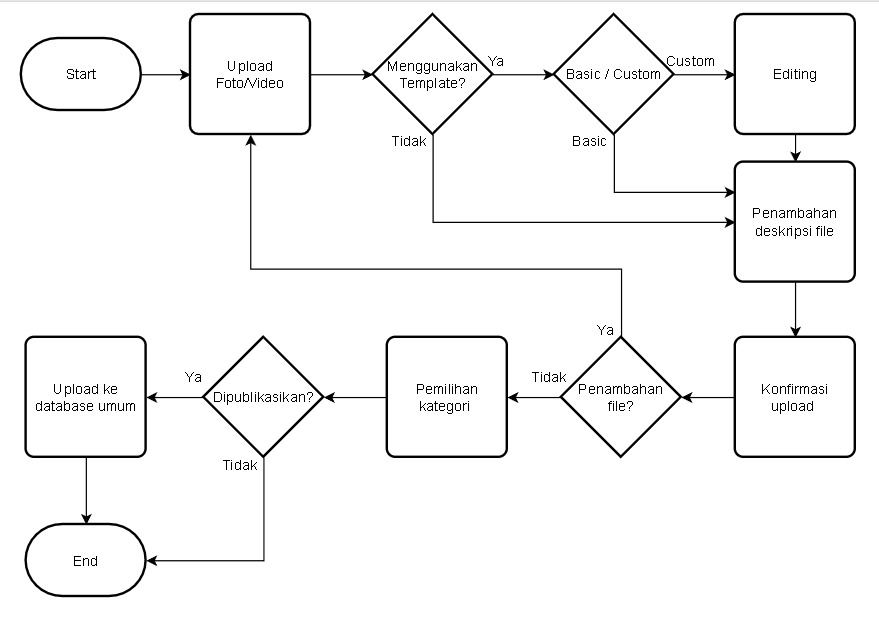 Start
Upload
Foto/Video
Menggunakan
Template?
Ya
Tidak
Basic / Custom
Custom
Basic
Editing
Penambahan
deskripsi file
Konfirmasi
upload
Penambahan
file?
Ya
Tidak
Pemilihan
kategori
Dipublikasikan?
Ya
Tidak
Upload ke
database umum
End